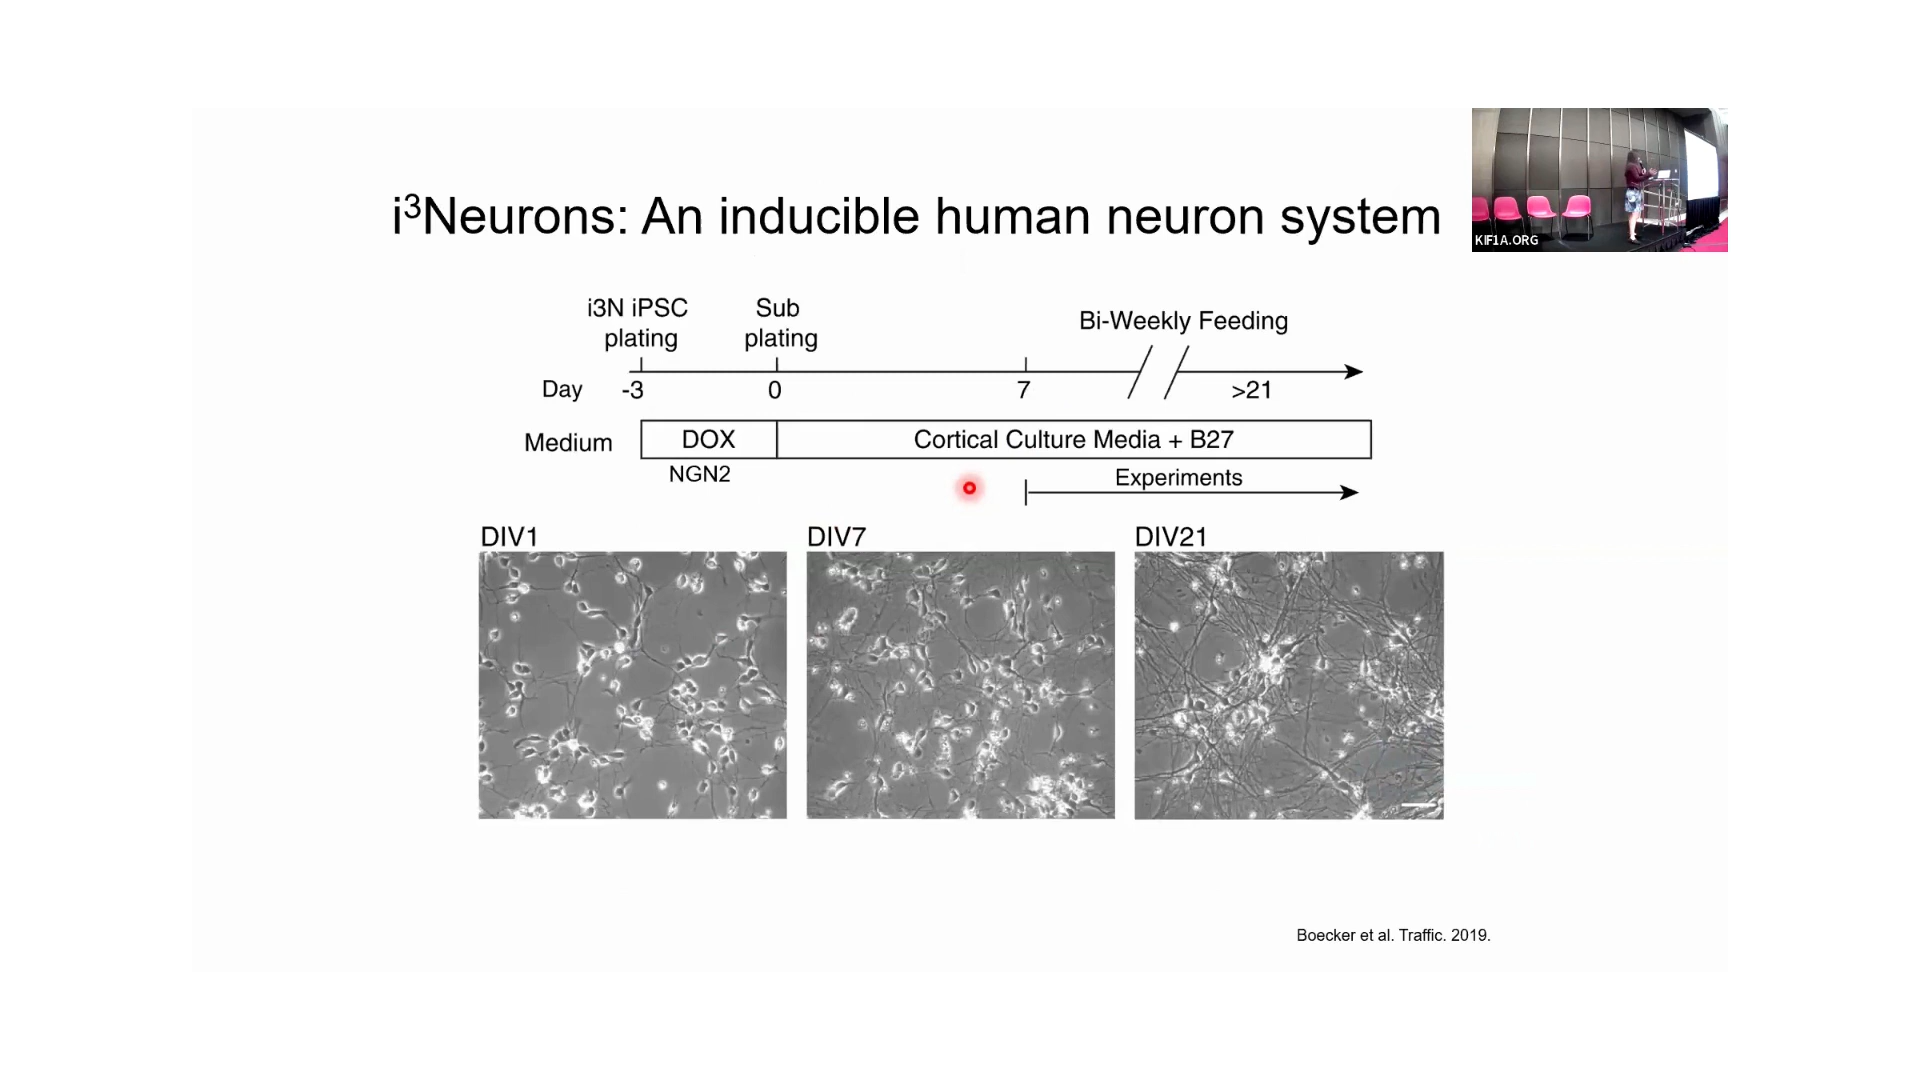 i³Neurons: An inducible human neuron system
KIF1A.ORG
i3N iPSC
plating
Sub
plating
Bi-Weekly Feeding
Day
-3
0
7
>21
Medium
DOX
Cortical Culture Media + B27
NGN2
Experiments
DIV1
DIV7
DIV21
Boecker et al. Traffic. 2019.